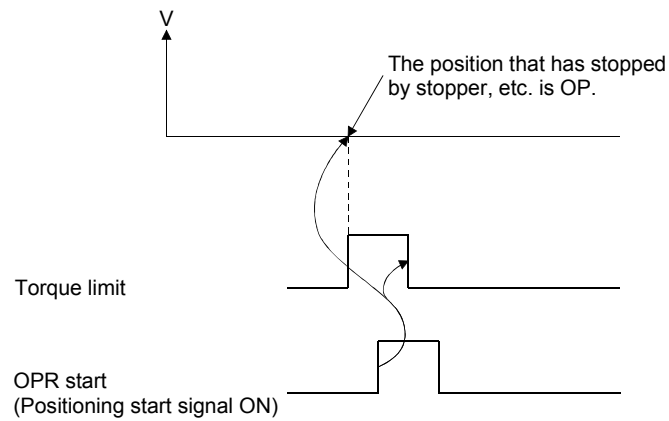 V
The position that has stopped
by stopper, etc. is OP.
Torque limit
OPR start
(Positioning start signal ON)